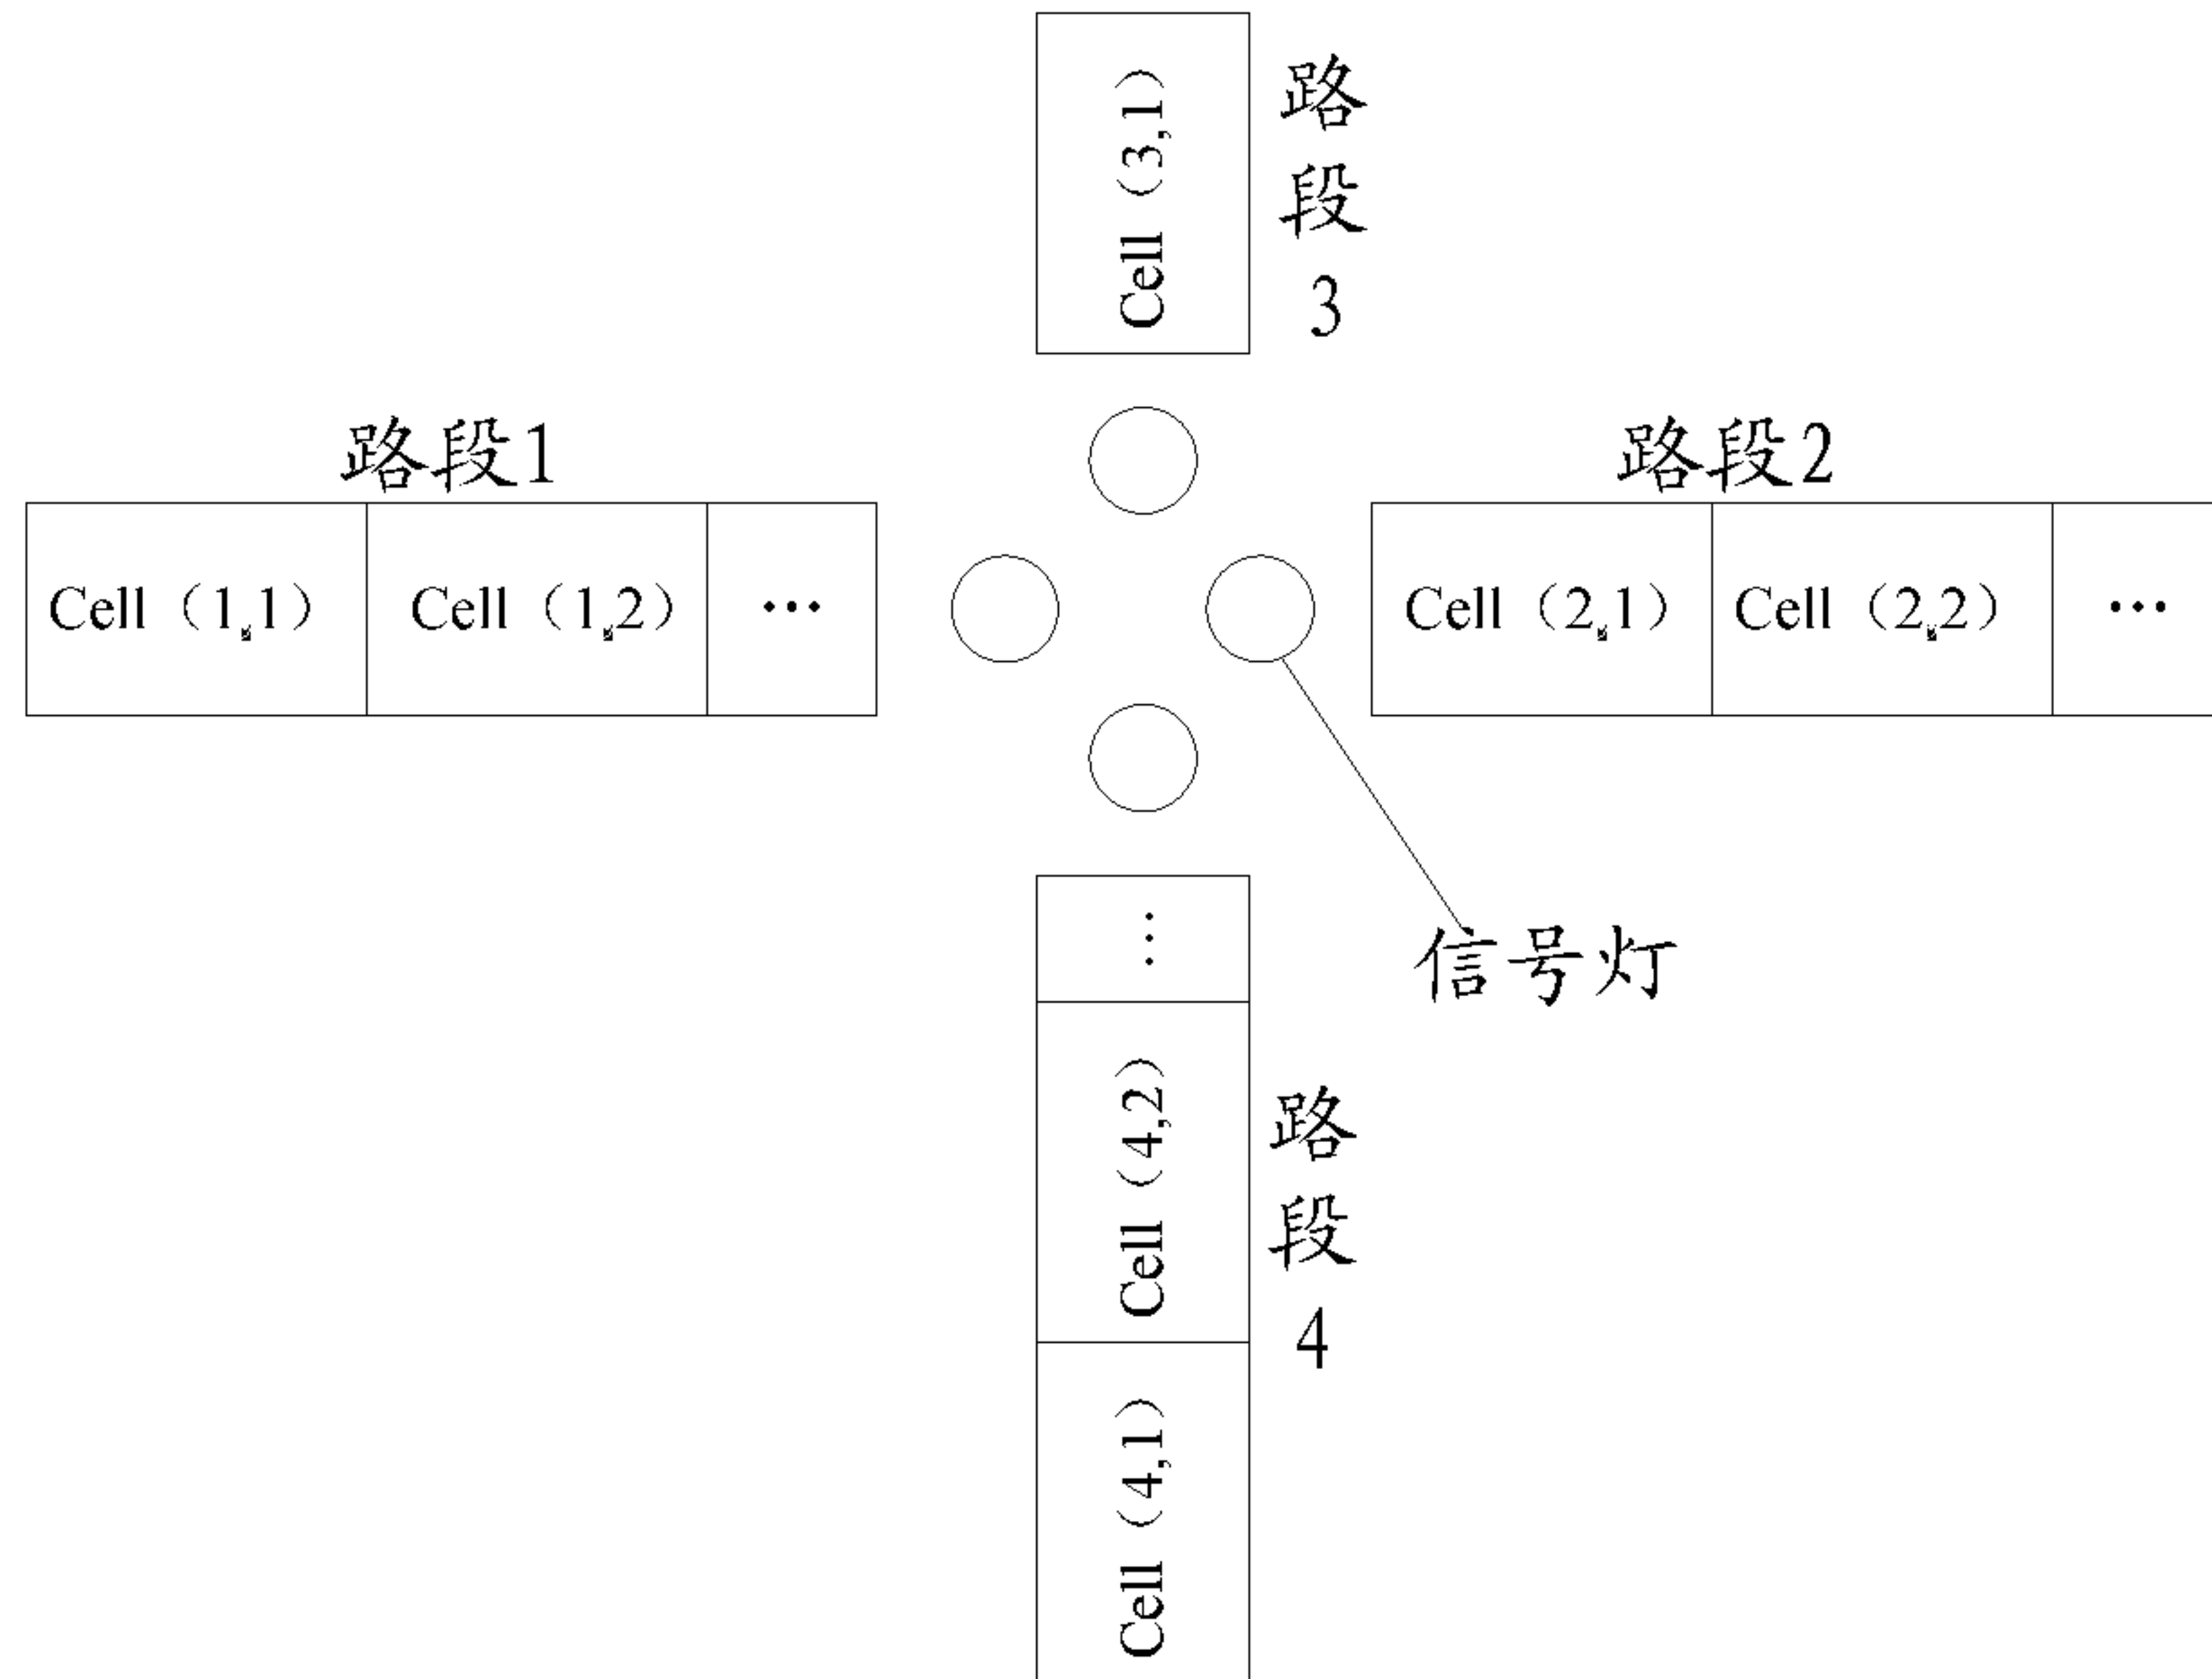 Cell（3,1）
路段3
路段1
路段2
Cell（1,1）
Cell（1,2）
…
Cell（2,1）
Cell（2,2）
…
…
信号灯
Cell（4,2）
路段4
Cell（4,1）